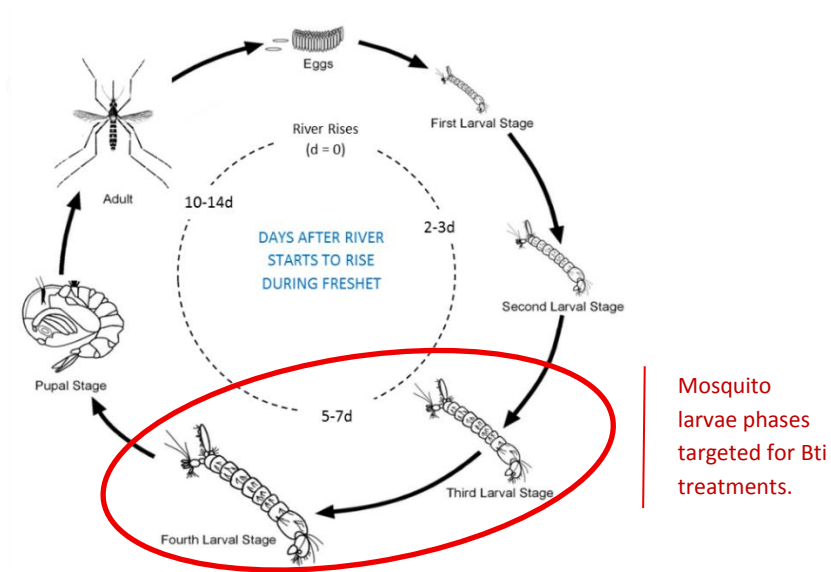 Eggs
First Larval Stage
River Rises
(d = 0)
Adult
10-14d
2-3d
DAYS AFTER RIVER
STARTS TO RISE
DURING FRESHET
Second Larval Stage
Pupal Stage
5-7d
Third Larval Stage
Fourth Larval Stage
Mosquito
larvae phases
targeted for Bti
treatments.